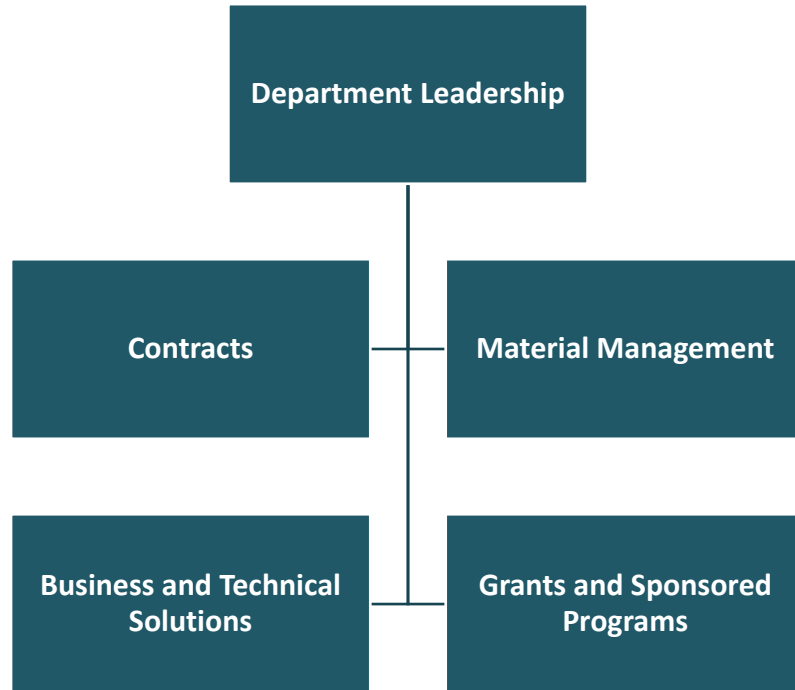 Department Leadership
Contracts
Material Management
Business and Technical
Solutions
Grants and Sponsored
Programs